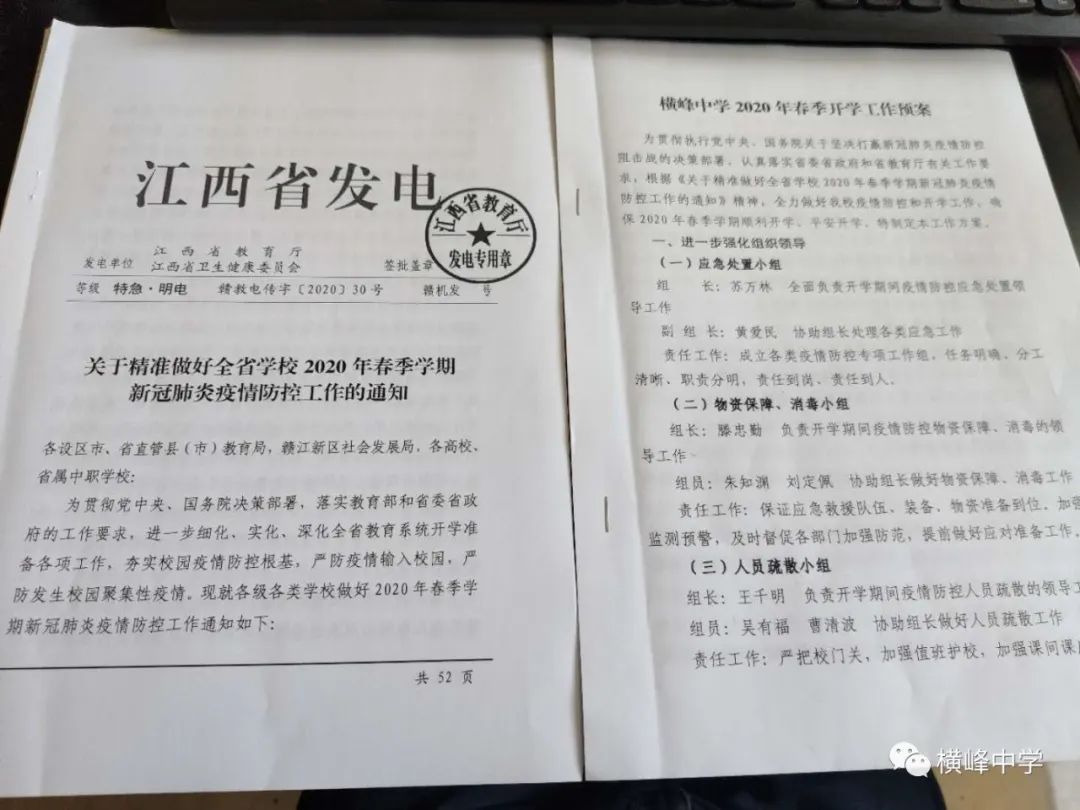 江西省发电
江西省教育厅
发电专用章
江西省教育厅
发电单位 江西省卫生健康委员会 签批盖章
等级 特急·明电 赣教电传字〔2020〕30号 赣机发 号
关于精准做好全省学校2020年春季学期
新冠肺炎疫情防控工作的通知
各设区市、省直管县（市）教育局，赣江新区社会发展局，各高校、
省属中职学校：
为贯彻党中央、国务院决策部署，落实教育部和省委省政
府的工作要求，进一步细化、实化、深化全省教育系统开学准
备各项工作，夯实校园疫情防控根基，严防疫情输入校园，严
防发生校园聚集性疫情。现就各级各类学校做好2020年春季学
期新冠肺炎疫情防控工作通知如下：
共 52 页
横峰中学2020年春季开学工作预案
为贯彻执行党中央、国务院关于坚决打赢新冠肺炎疫情防控
阻击战的决策部署，认真落实省委省政府和省教育厅有关工作要
求，根据《关于精准做好全省学校2020年春季学期新冠肺炎疫情
防控工作的通知》精神，全力做好我校疫情防控和开学工作，确
保2020年春季学期顺利开学、平安开学，特制定本工作方案。
一、进一步强化组织领导
（一）应急处置小组
组 长：苏万林 全面负责开学期间疫情防控应急处置领
导工作
副 组 长：黄爱民 协助组长处理各类应急工作
责任工作：成立各类疫情防控专项工作组，任务明确、分工
清晰、职责分明，责任到岗、责任到人。
（二）物资保障、消毒小组
组长：滕忠勤 负责开学期间疫情防控物资保障、消毒的领
导工作
组员：朱知澜 刘定佩 协助组长做好物资保障、消毒工作
责任工作：保证应急救援队伍、装备、物资准备到位。加强
监测预警，及时督促各部门加强防范，提前做好应对准备工作。
（三）人员疏散小组
组长：王千明 负责开学期间疫情防控人员疏散的领导工
组员：吴有福 曹清波 协助组长做好人员疏散工作
责任工作：严把校门关，加强值班护校，加强课间课
横峰中学